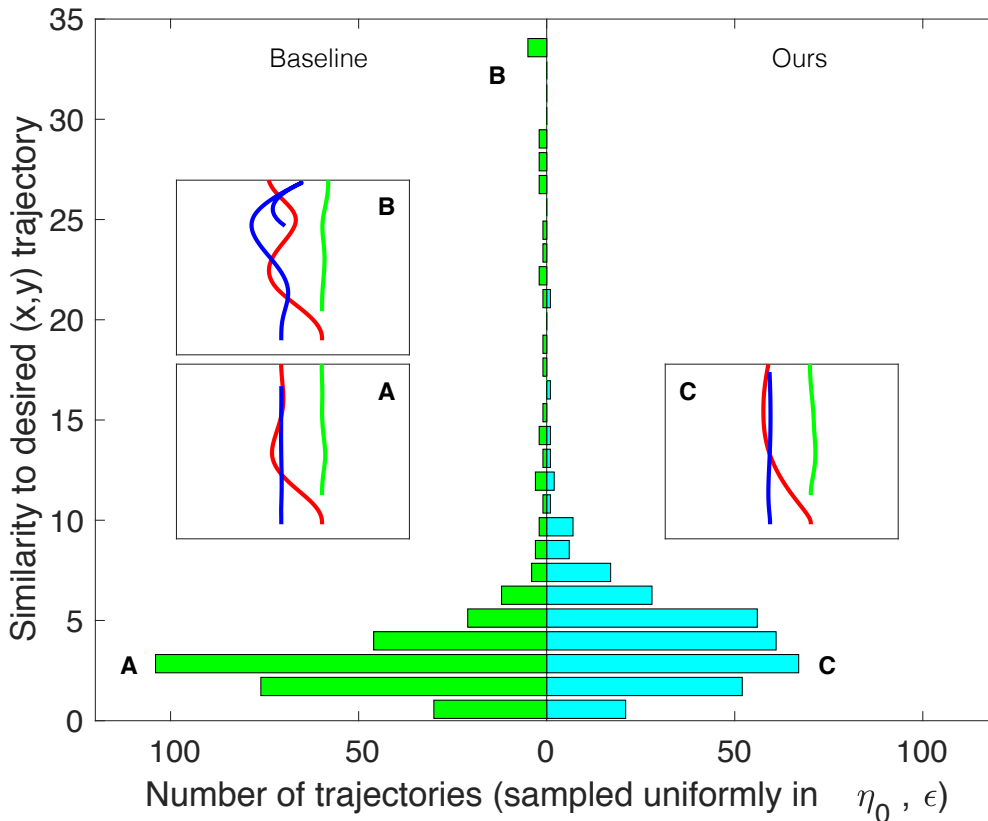 Similarity to desired (x,y) trajectory
35
30
25
20
15
10
5
0
Baseline
Ours
B
B
A
C
A
C
100
50
0
50
100
Number of trajectories (sampled uniformly in η₀ , ϵ)